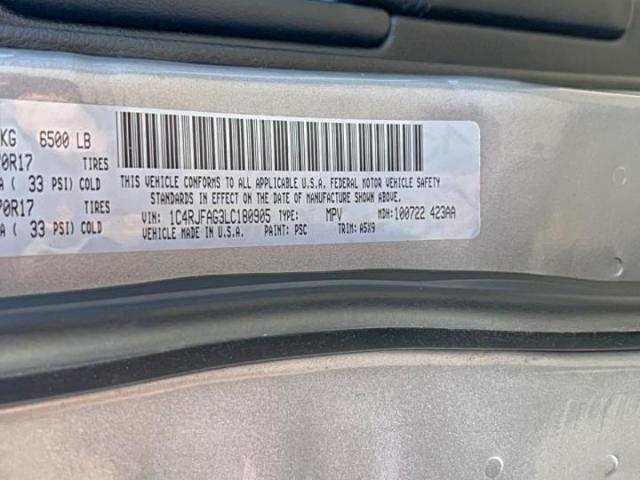 KG 6500 LB
70R17 TIRES
A ( 33 PSI) COLD
70R17 TIRES
A ( 33 PSI) COLD
THIS VEHICLE CONFORMS TO ALL APPLICABLE U.S.A. FEDERAL MOTOR VEHICLE SAFETY
STANDARDS IN EFFECT ON THE DATE OF MANUFACTURE SHOWN ABOVE.
VIN: 1C4RJFAG3LC180905 TYPE: MPV MDH:100722 423AA
VEHICLE MADE IN U.S.A. PAINT: PSC TRIM: A5X9